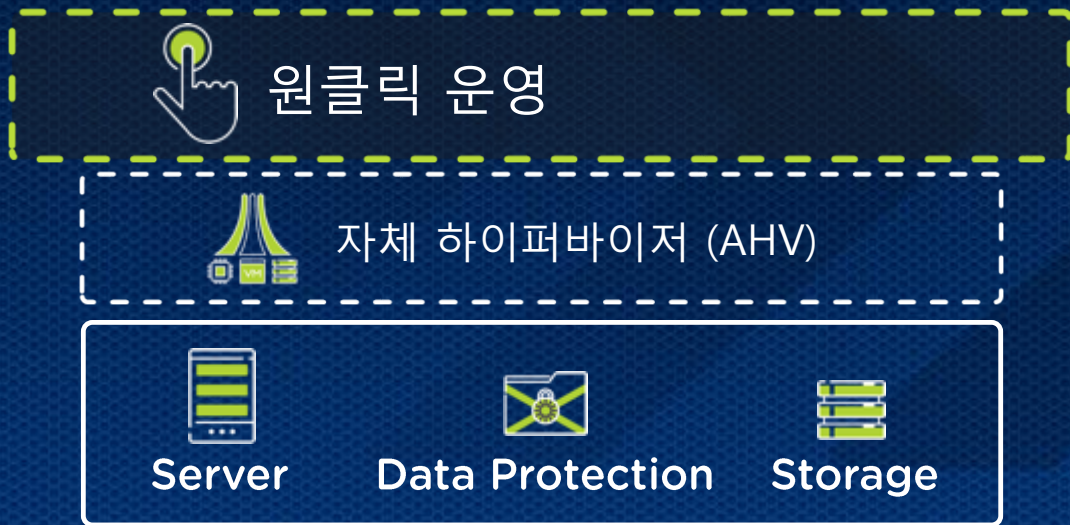 원클릭 운영
자체 하이퍼바이저 (AHV)
VM
Server Data Protection Storage